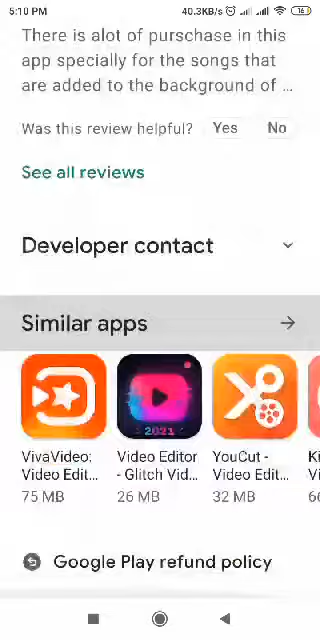 5:10 PM 40.3KB/s 16
There is alot of purschase in this
app specially for the songs that
are added to the background of ...
Was this review helpful? Yes No
See all reviews
Developer contact
Similar apps
2021
VivaVideo: Video Editor YouCut -
Video Edit... - Glitch Vid... Video Edit...
75 MB 26 MB 32 MB
Google Play refund policy